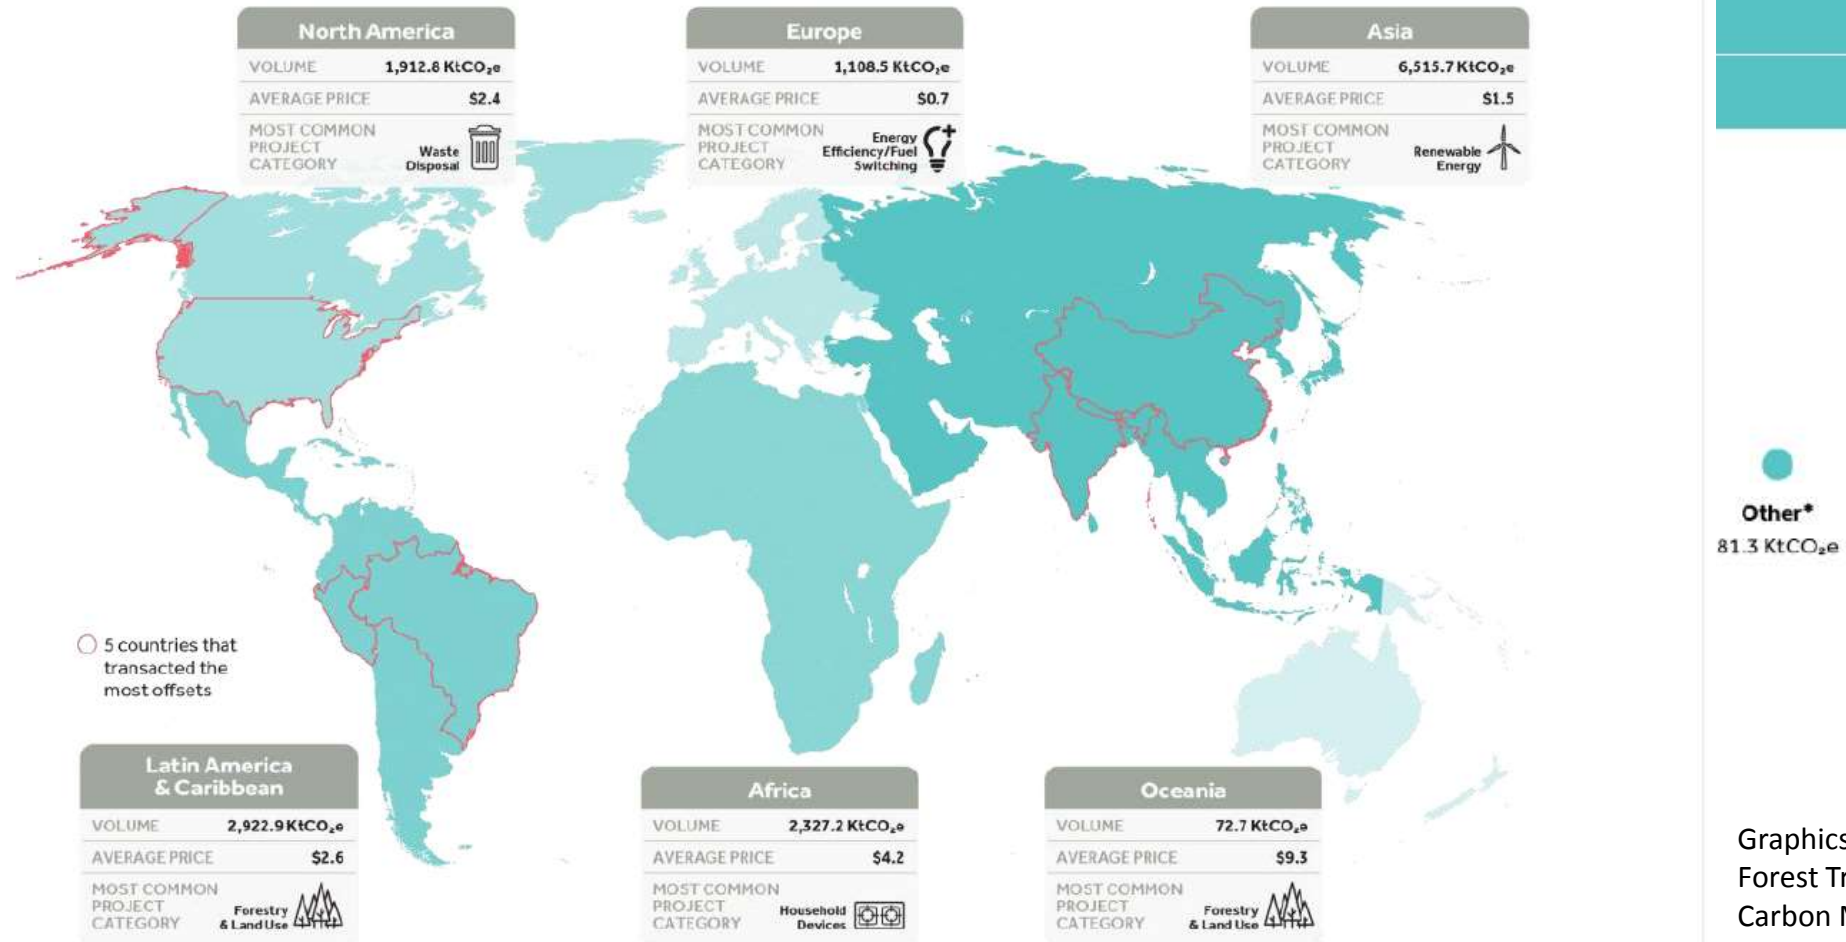 North America
VOLUME 1,912.8 KtCO₂e
AVERAGE PRICE $2.4
MOST COMMON
PROJECT
CATEGORY
Waste
Disposal
Europe
VOLUME 1,108.5 KtCO₂e
AVERAGE PRICE $0.7
MOST COMMON
PROJECT
CATEGORY
Energy
Efficiency/Fuel
Switching
Asia
VOLUME 6,515.7 KtCO₂e
AVERAGE PRICE $1.5
MOST COMMON
PROJECT
CATEGORY
Renewable
Energy
Other*
81.3 KtCO₂e
5 countries that
transacted the
most offsets
Latin America
& Caribbean
VOLUME 2,922.9 KtCO₂e
AVERAGE PRICE $2.6
MOST COMMON
PROJECT
CATEGORY
Forestry
& Land Use
Africa
VOLUME 2,327.2 KtCO₂e
AVERAGE PRICE $4.2
MOST COMMON
PROJECT
CATEGORY
Household
Devices
Oceania
VOLUME 72.7 KtCO₂e
AVERAGE PRICE $9.3
MOST COMMON
PROJECT
CATEGORY
Forestry
& Land Use
Graphics
Forest Tr
Carbon M